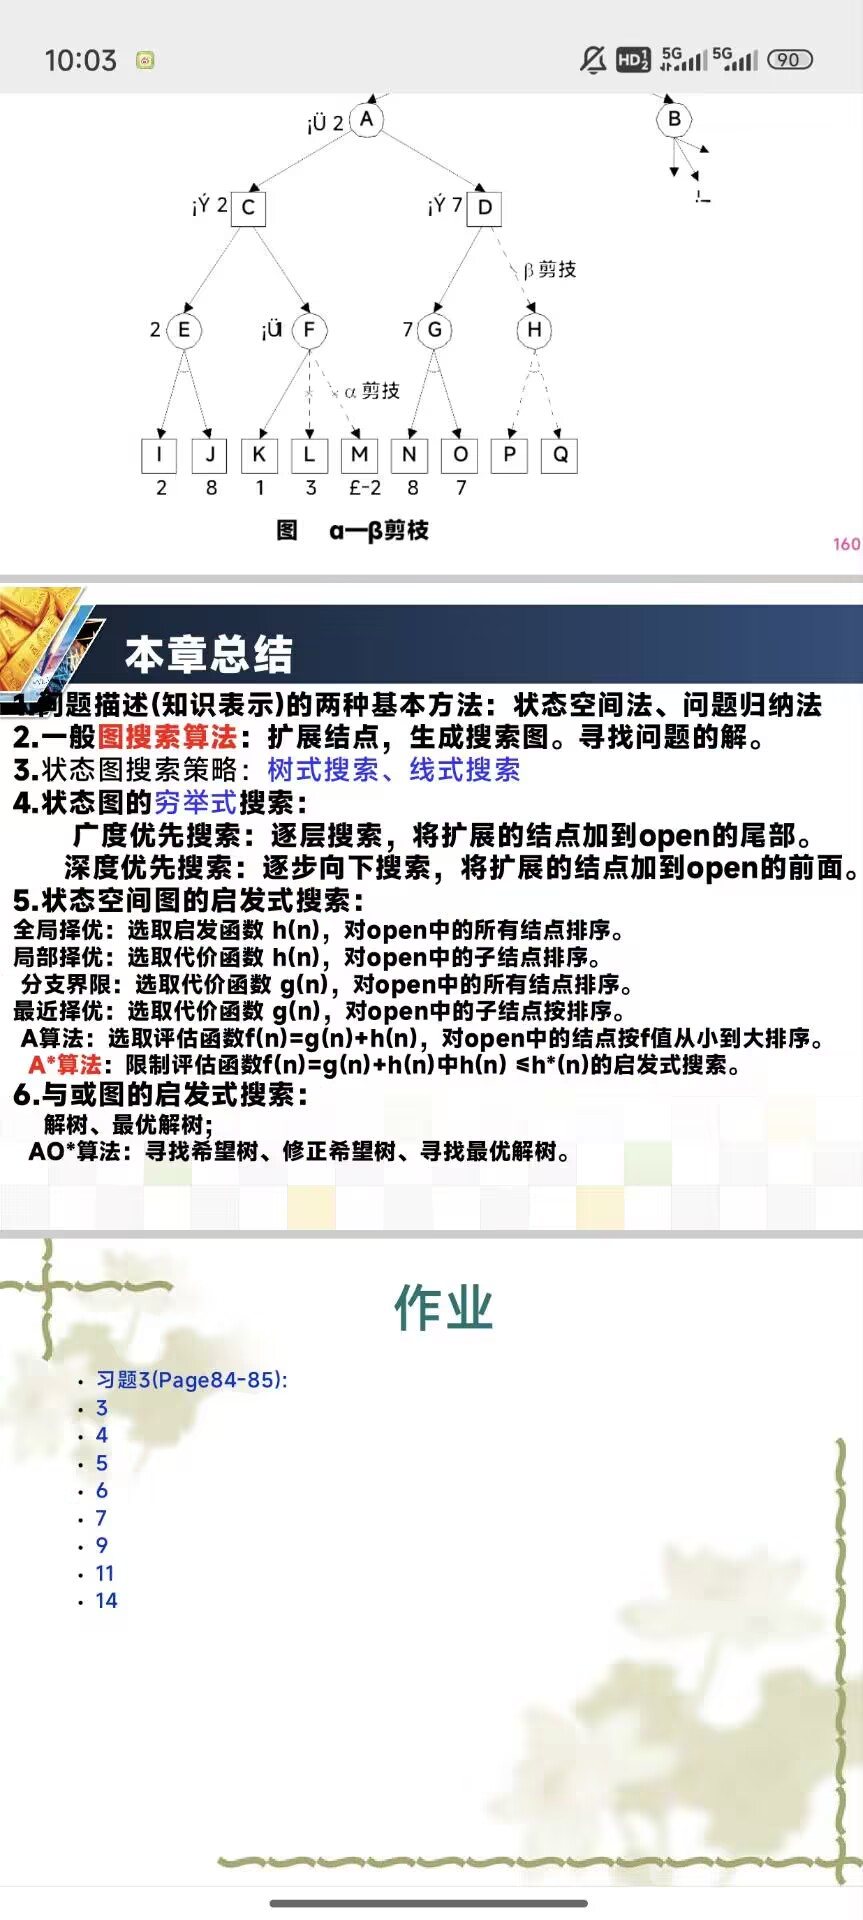 10:03 HD 1 2 5G 5G 90
¡Ü 2 A B
¡Ý 2 C ¡Ý 7 D
β剪技
2 E ¡Ü1 F 7 G H
α剪技
I J K L M N O P Q
2 8 1 3 £-2 8 7
图 α—β剪枝
160
本章总结
1.问题描述(知识表示)的两种基本方法：状态空间法、问题归纳法
2.一般图搜索算法：扩展结点，生成搜索图。寻找问题的解。
3.状态图搜索策略：树式搜索、线式搜索
4.状态图的穷举式搜索：
广度优先搜索：逐层搜索，将扩展的结点加到open的尾部。
深度优先搜索：逐步向下搜索，将扩展的结点加到open的前面。
5.状态空间图的启发式搜索：
全局择优：选取启发函数 h(n)，对open中的所有结点排序。
局部择优：选取代价函数 h(n)，对open中的子结点排序。
分支界限：选取代价函数 g(n)，对open中的所有结点排序。
最近择优：选取代价函数 g(n)，对open中的子结点按排序。
A算法：选取评估函数f(n)=g(n)+h(n)，对open中的结点按f值从小到大排序。
A*算法：限制评估函数f(n)=g(n)+h(n)中h(n) ≤h*(n)的启发式搜索。
6.与或图的启发式搜索：
解树、最优解树；
AO*算法：寻找希望树、修正希望树、寻找最优解树。
作业
• 习题3(Page84-85):
• 3
• 4
• 5
• 6
• 7
• 9
• 11
• 14